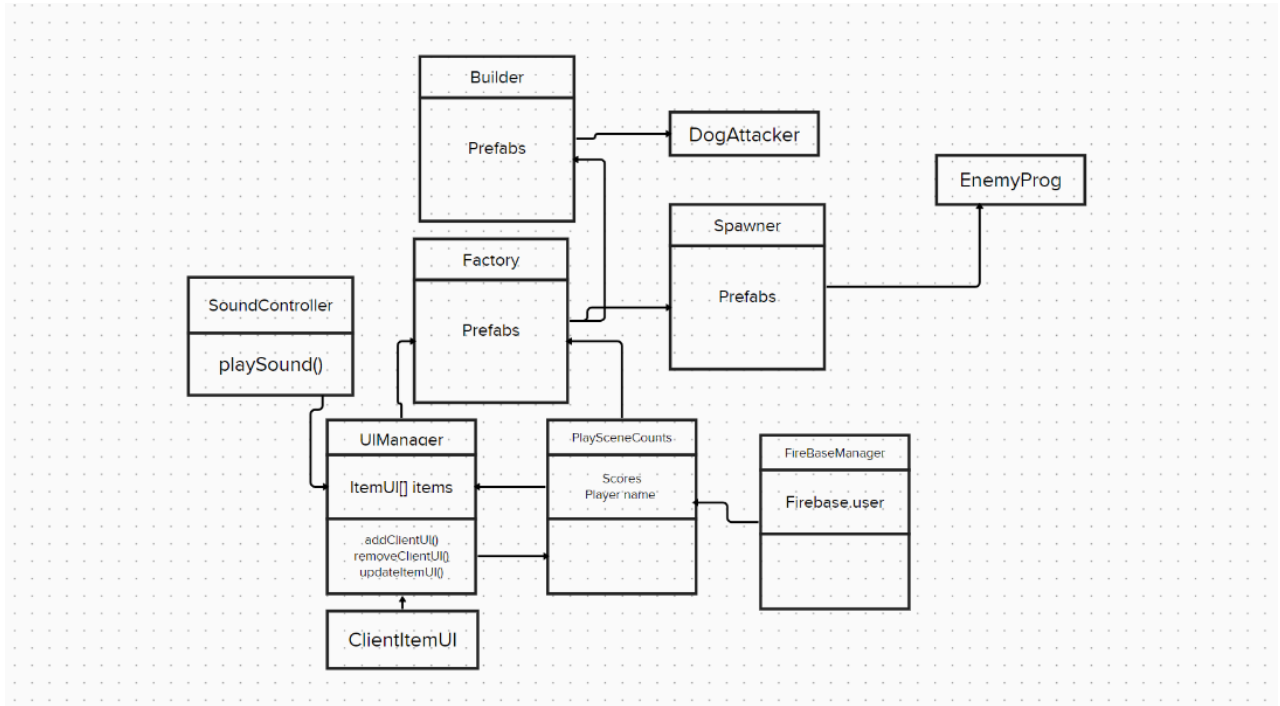 Builder
Prefabs
DogAttacker
EnemyProg
Spawner
Prefabs
Factory
Prefabs
SoundController
playSound()
UIManager
ItemUI[] items
addClientUI()
removeClientUI()
updateItemUI()
PlaySceneCounts
Scores
Player name
FireBaseManager
Firebase.user
ClientItemUI